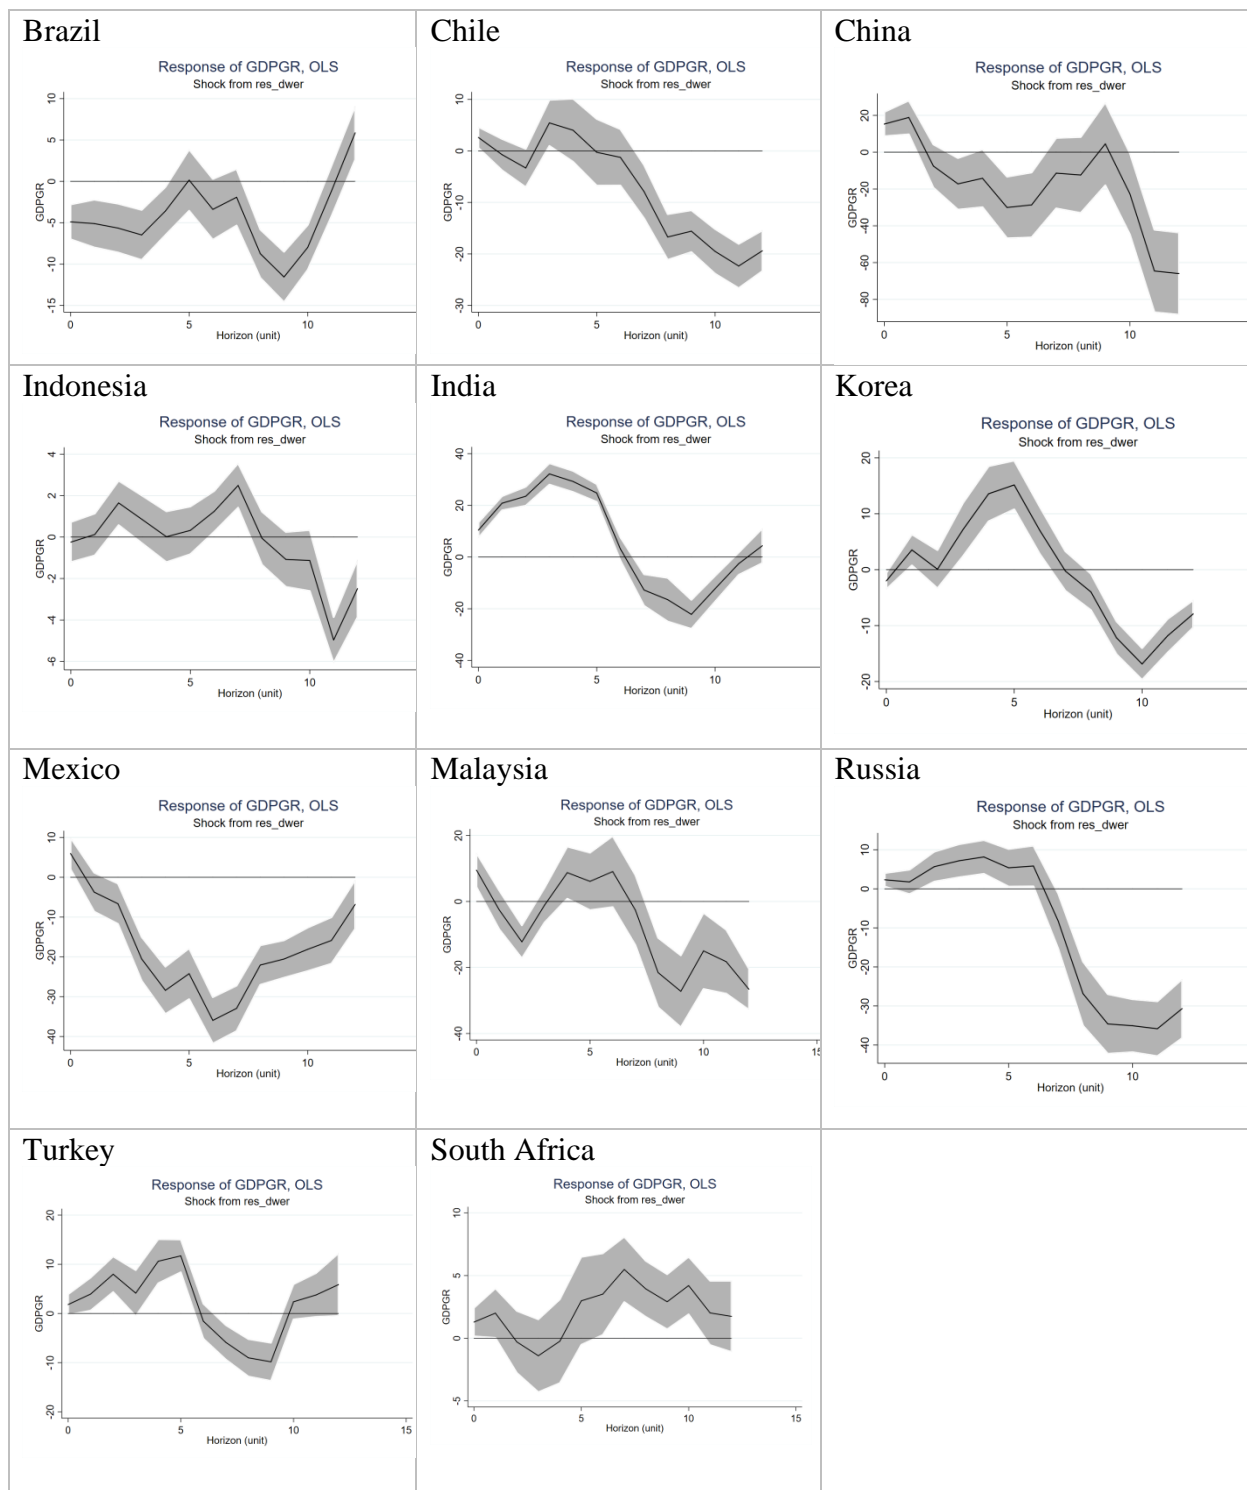 Brazil
Response of GDPGR, OLS
Shock from res_dwer
10
5
0
-5
-10
-15
GDPGR
0 5 10
Horizon (unit)
Chile
Response of GDPGR, OLS
Shock from res_dwer
10
0
-10
-20
-30
GDPGR
0 5 10
Horizon (unit)
China
Response of GDPGR, OLS
Shock from res_dwer
20
0
-20
-40
-60
-80
GDPGR
0 5 10
Horizon (unit)
Indonesia
Response of GDPGR, OLS
Shock from res_dwer
4
2
0
-2
-4
-6
GDPGR
0 5 10
Horizon (unit)
India
Response of GDPGR, OLS
Shock from res_dwer
40
20
0
-20
-40
GDPGR
0 5 10
Horizon (unit)
Korea
Response of GDPGR, OLS
Shock from res_dwer
20
10
0
-10
-20
GDPGR
0 5 10
Horizon (unit)
Mexico
Response of GDPGR, OLS
Shock from res_dwer
10
0
-10
-20
-30
-40
GDPGR
0 5 10
Horizon (unit)
Malaysia
Response of GDPGR, OLS
Shock from res_dwer
20
0
-20
-40
GDPGR
0 5 10 15
Horizon (unit)
Russia
Response of GDPGR, OLS
Shock from res_dwer
10
0
-10
-20
-30
-40
GDPGR
0 5 10
Horizon (unit)
Turkey
Response of GDPGR, OLS
Shock from res_dwer
20
10
0
-10
-20
GDPGR
0 5 10 15
Horizon (unit)
South Africa
Response of GDPGR, OLS
Shock from res_dwer
10
5
0
-5
GDPGR
0 5 10 15
Horizon (unit)